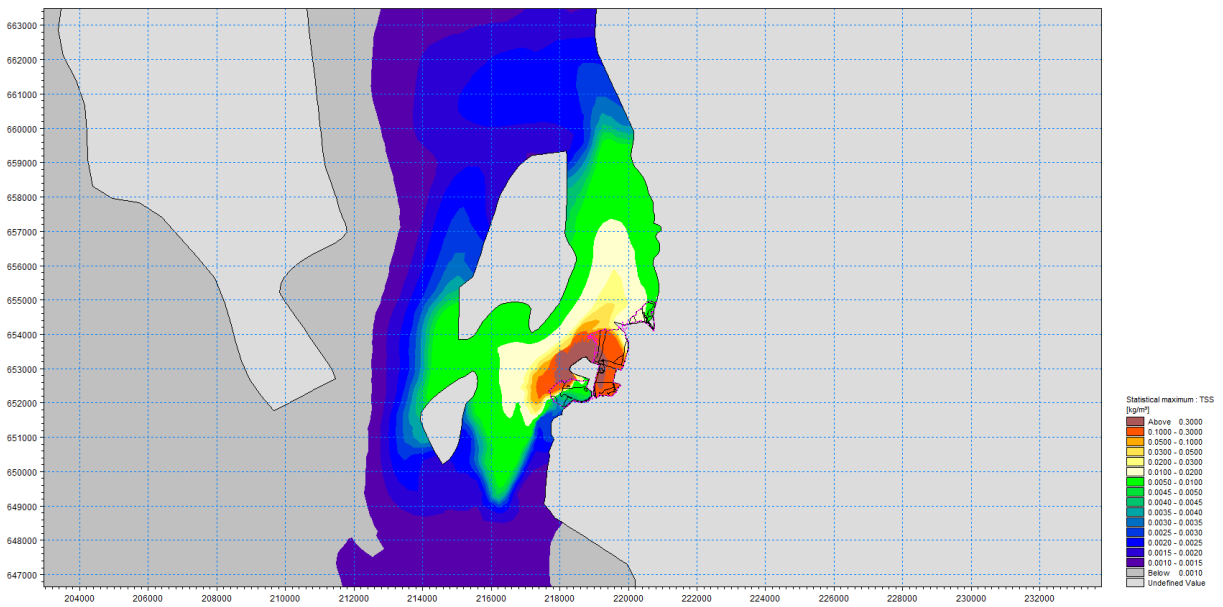 663000
662000
661000
660000
659000
658000
657000
656000
655000
654000
653000
652000
651000
650000
649000
648000
647000
204000 206000 208000 210000 212000 214000 216000 218000 220000 222000 224000 226000 228000 230000 232000
Statistical maximum : TSS
[kg/m³]
Above 0.3000
0.1000 - 0.3000
0.0500 - 0.1000
0.0300 - 0.0500
0.0200 - 0.0300
0.0100 - 0.0200
0.0050 - 0.0100
0.0045 - 0.0050
0.0040 - 0.0045
0.0035 - 0.0040
0.0030 - 0.0035
0.0025 - 0.0030
0.0020 - 0.0025
0.0015 - 0.0020
0.0010 - 0.0015
Below 0.0010
Undefined Value